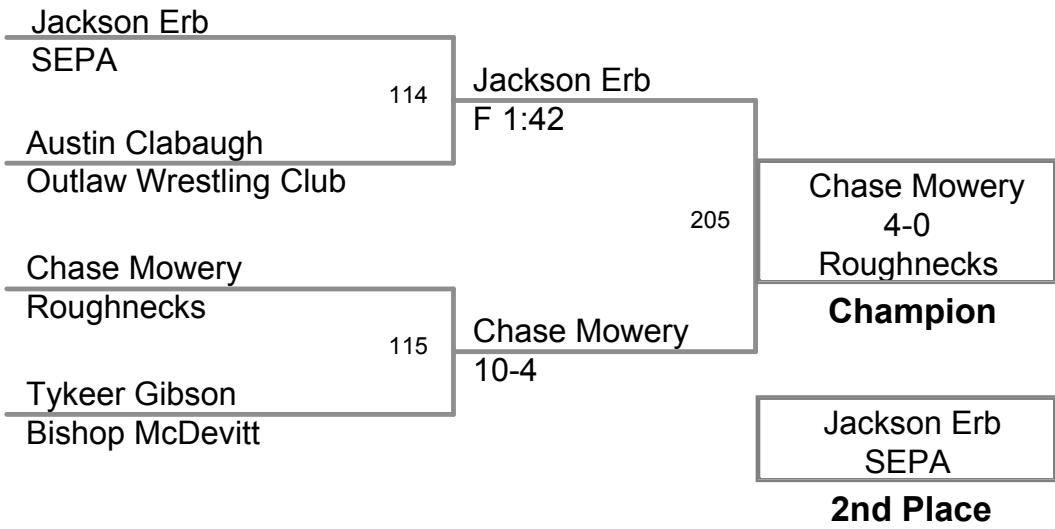 Jackson Erb
SEPA
114
Austin Clabaugh
Outlaw Wrestling Club
Chase Mowery
Roughnecks
115
Tykeer Gibson
Bishop McDevitt
Jackson Erb
F 1:42
205
Chase Mowery
10-4
Chase Mowery
4-0
Roughnecks
Champion
Jackson Erb
SEPA
2nd Place